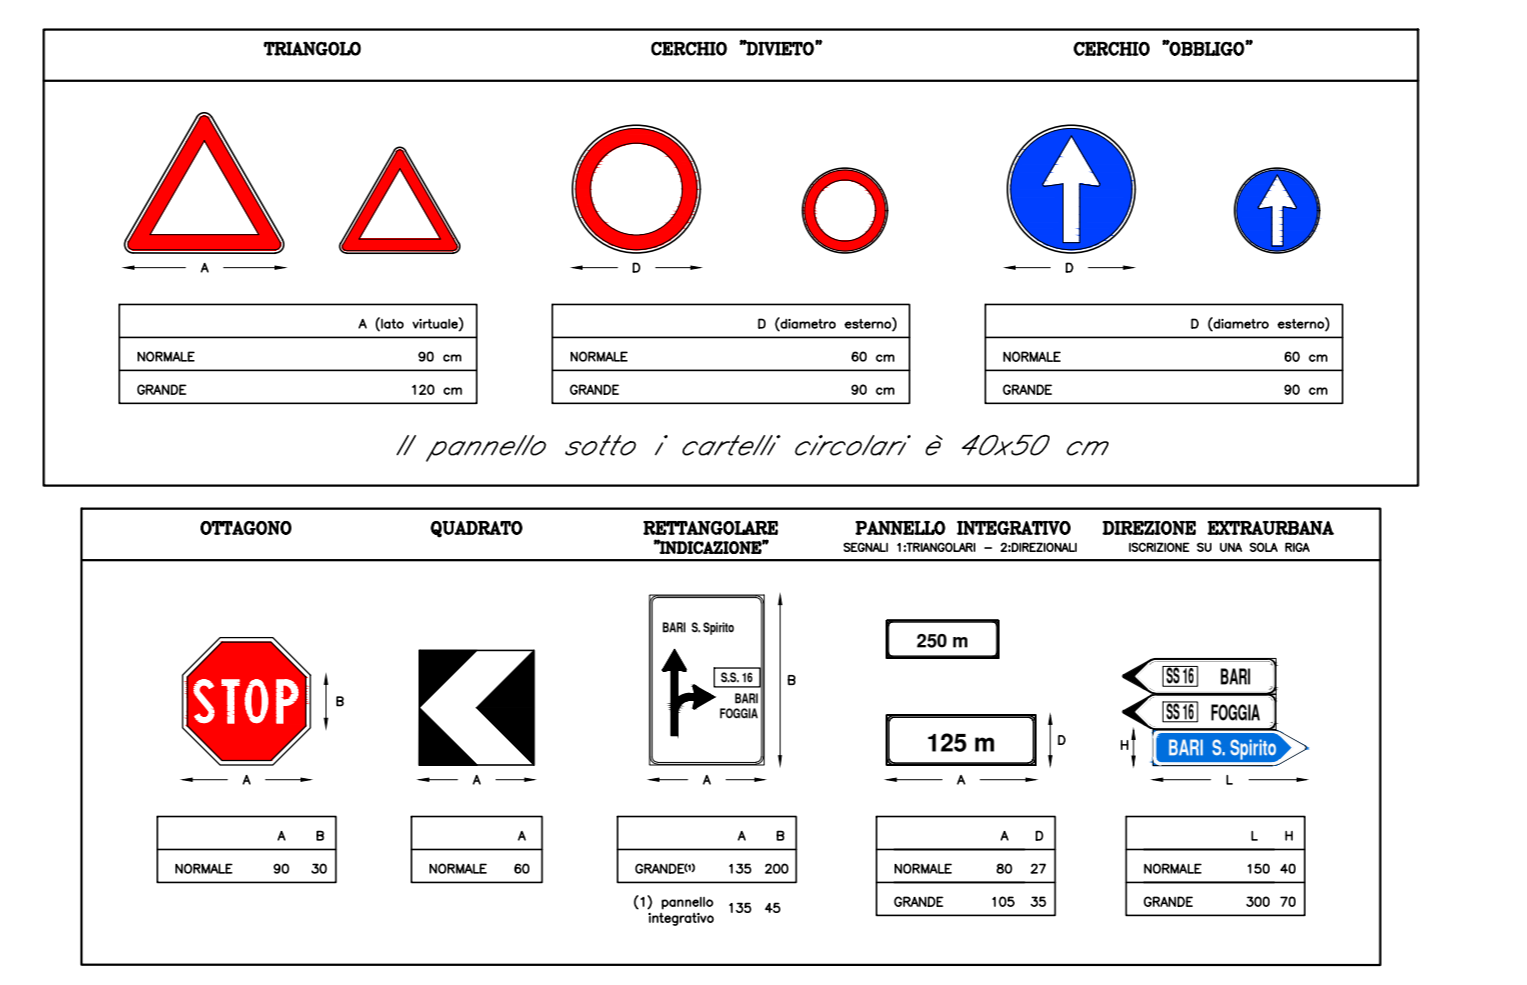 TRIANGOLO
CERCHIO "DIVIETO"
CERCHIO "OBBLIGO"
A
D
D
A (lato virtuale)
NORMALE 90 cm
GRANDE 120 cm
D (diametro esterno)
NORMALE 60 cm
GRANDE 90 cm
D (diametro esterno)
NORMALE 60 cm
GRANDE 90 cm
Il pannello sotto i cartelli circolari è 40x50 cm
OTTAGONO
QUADRATO
RETTANGOLARE
"INDICAZIONE"
PANNELLO INTEGRATIVO
SEGNALI 1:TRIANGOLARI – 2:DIREZIONALI
DIREZIONE EXTRAURBANA
ISCRIZIONE SU UNA SOLA RIGA
STOP
B
A
A
BARI S. Spirito
S.S. 16
BARI
FOGGIA
B
A
250 m
125 m
D
A
SS 16 BARI
SS 16 FOGGIA
BARI S. Spirito
H
L
A B
NORMALE 90 30
A
NORMALE 60
A B
GRANDE(1) 135 200
(1) pannello
integrativo 135 45
A D
NORMALE 80 27
GRANDE 105 35
L H
NORMALE 150 40
GRANDE 300 70